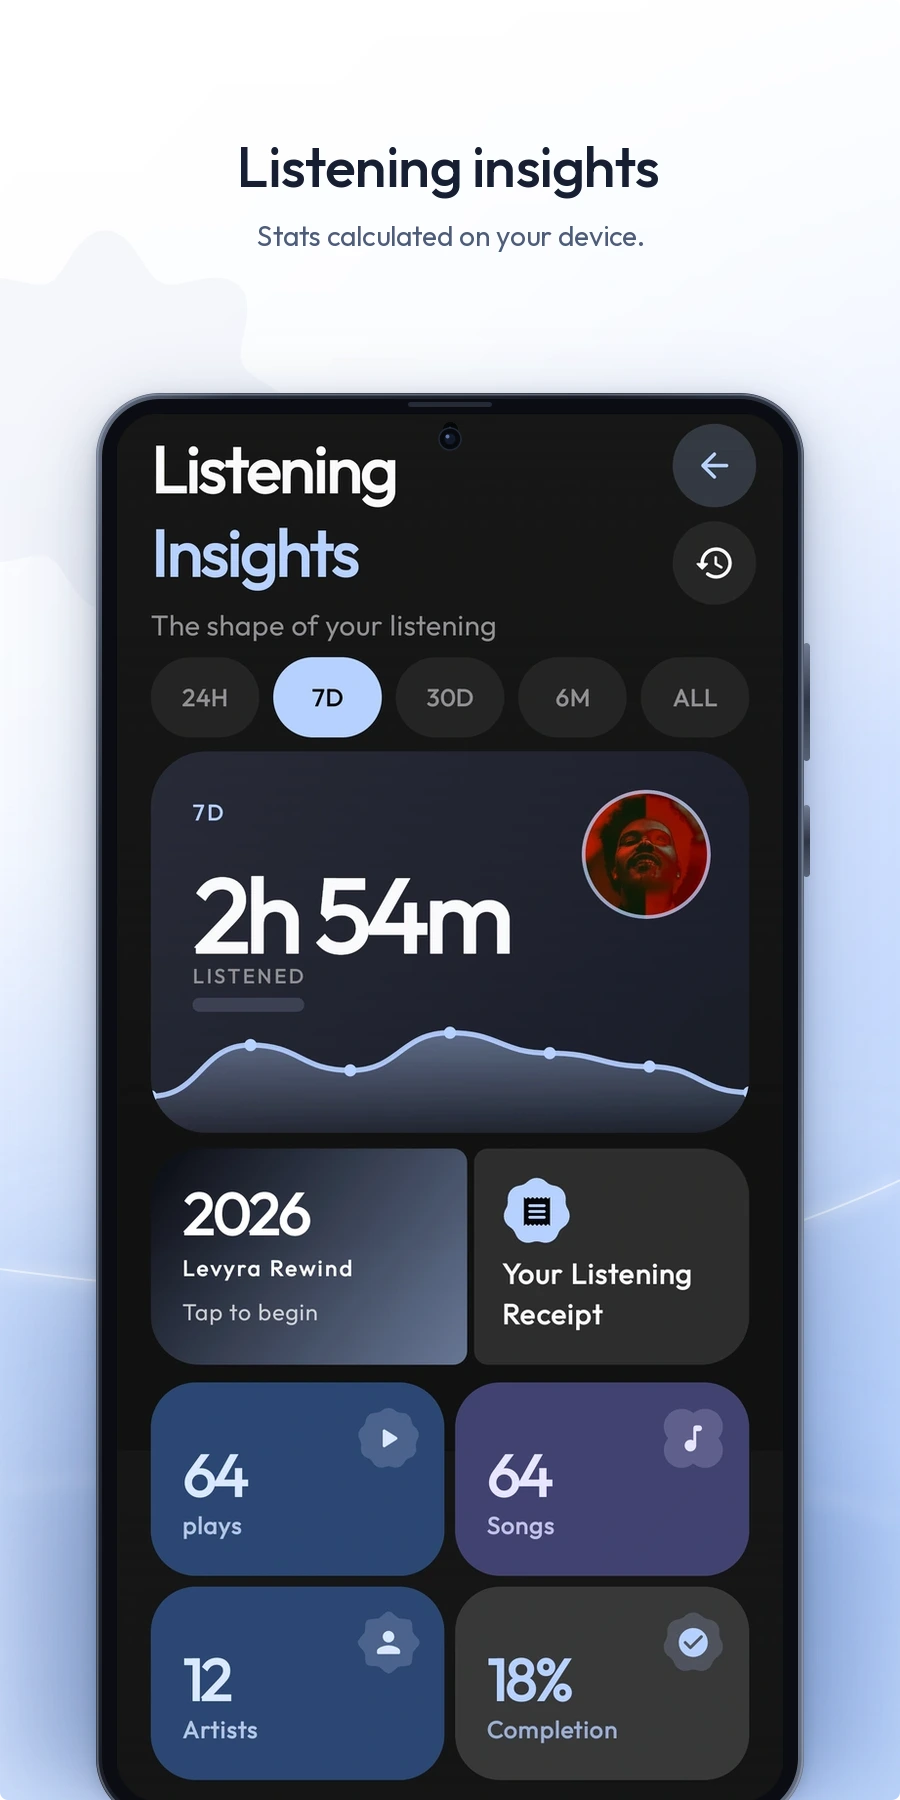 Listening insights
Stats calculated on your device.
Listening
Insights
The shape of your listening
24H
7D
30D
6M
ALL
7D
2h 54m
LISTENED
2026
Levyra Rewind
Tap to begin
Your Listening
Receipt
64
plays
64
Songs
12
Artists
18%
Completion